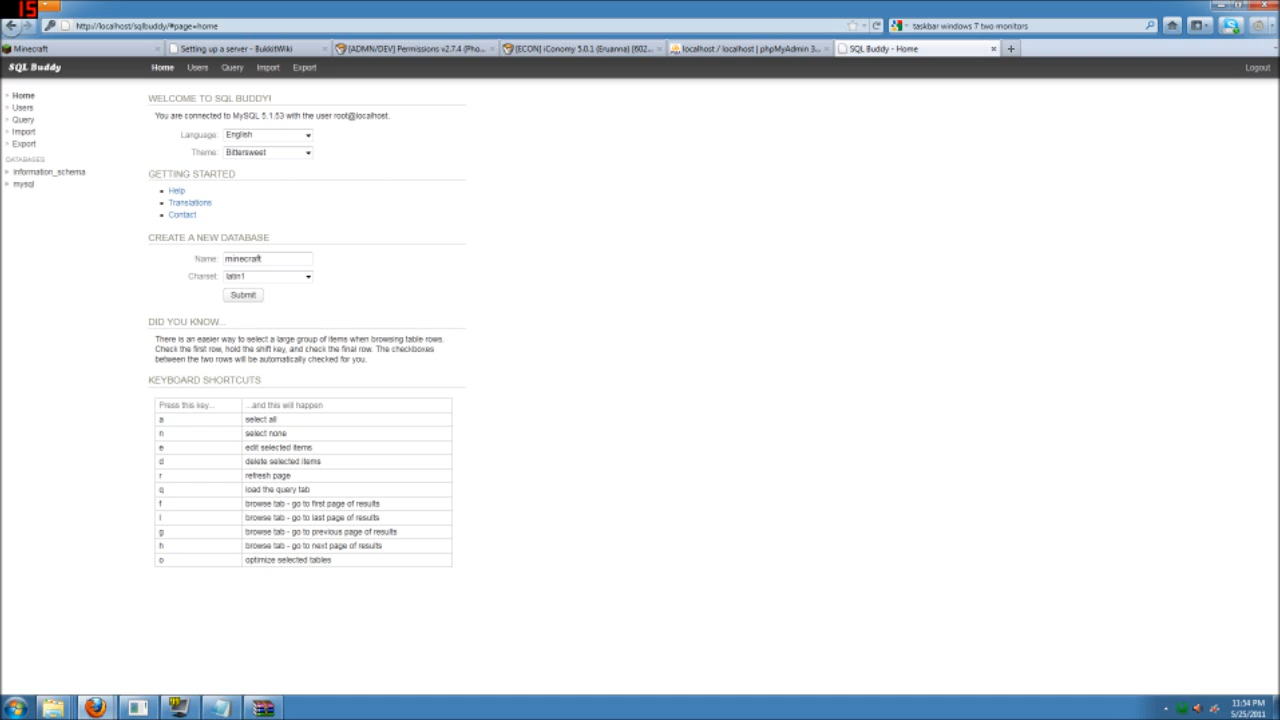 15
http://localhost/sqlbuddy/#page=home
taskbar windows 7 two monitors
Minecraft
Setting up a server - BukkitWiki
[ADMN/DEV] Permissions v2.7.4 (Pho...
[ECON] iConomy 5.0.1 (Eruanna) [602...
localhost / localhost | phpMyAdmin 3...
SQL Buddy - Home
SQL Buddy
Home
Users
Query
Import
Export
Logout
Home
Users
Query
Import
Export
DATABASES
information_schema
mysql
WELCOME TO SQL BUDDY!
You are connected to MySQL 5.1.53 with the user root@localhost.
Language: English
Theme: Bittersweet
GETTING STARTED
Help
Translations
Contact
CREATE A NEW DATABASE
Name: minecraft
Charset: latin1
Submit
DID YOU KNOW...
There is an easier way to select a large group of items when browsing table rows.
Check the first row, hold the shift key, and check the final row. The checkboxes
between the two rows will be automatically checked for you.
KEYBOARD SHORTCUTS
Press this key... ...and this will happen
a select all
n select none
e edit selected items
d delete selected items
r refresh page
q load the query tab
f browse tab - go to first page of results
l browse tab - go to last page of results
g browse tab - go to previous page of results
h browse tab - go to next page of results
o optimize selected tables
11:54 PM
5/25/2011